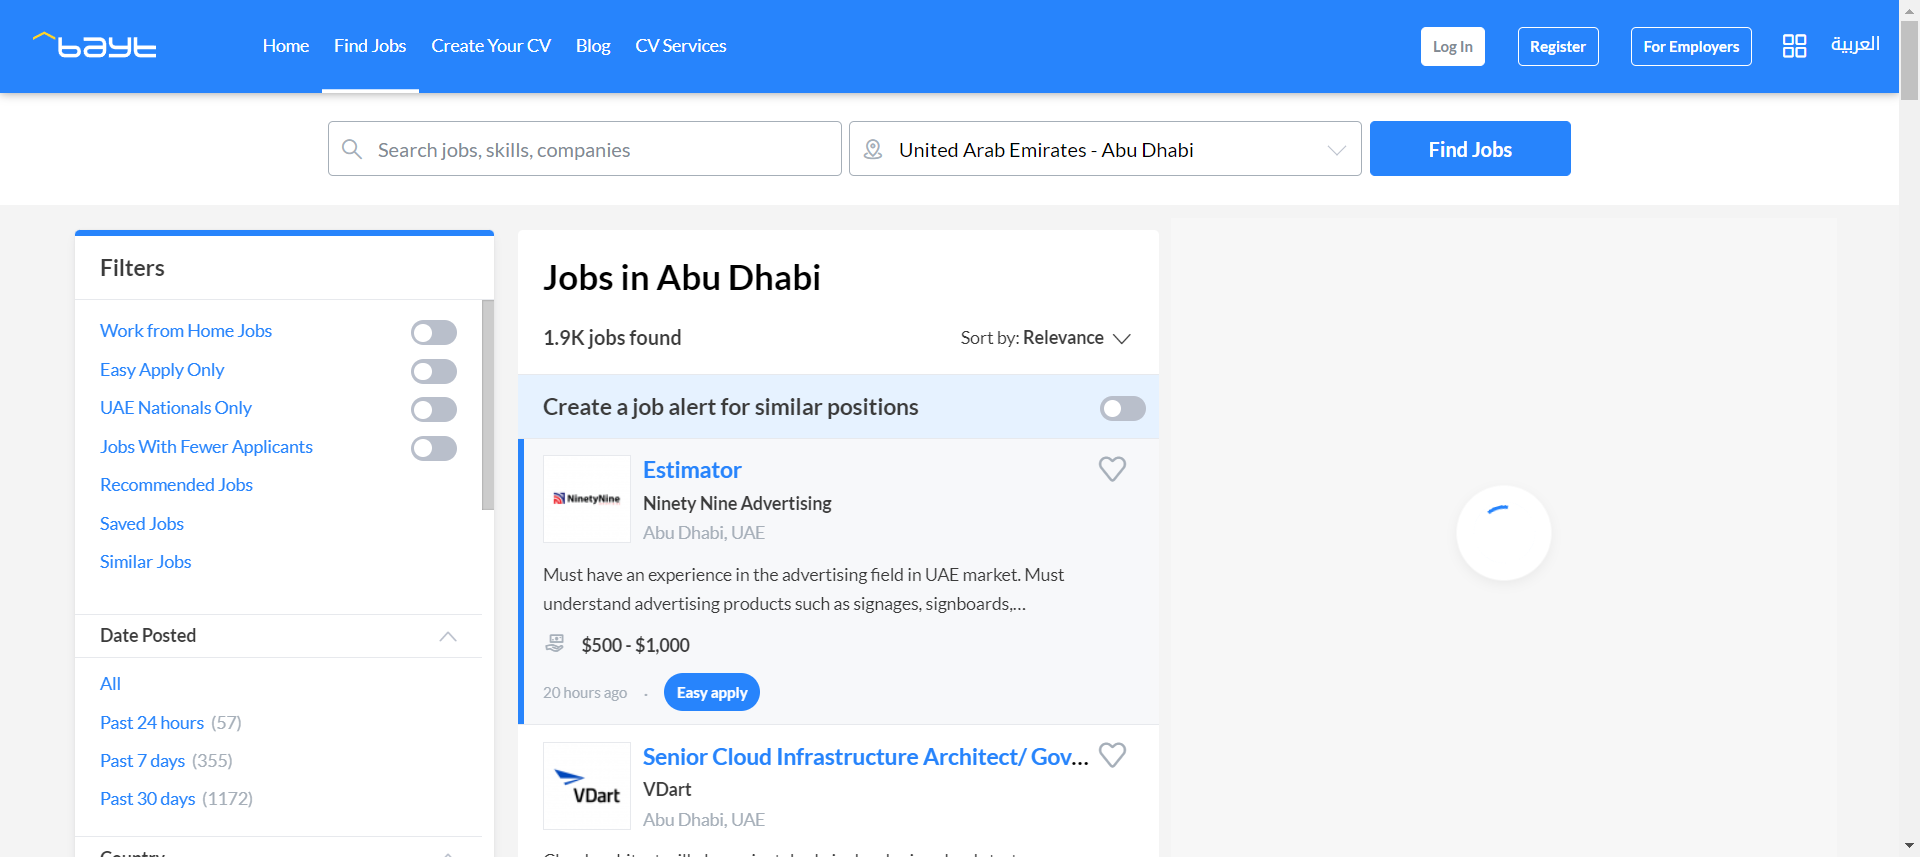 bayt
Home
Find Jobs
Create Your CV
Blog
CV Services
Log In
Register
For Employers
العربية
Search jobs, skills, companies
United Arab Emirates - Abu Dhabi
Find Jobs
Filters
Work from Home Jobs
Easy Apply Only
UAE Nationals Only
Jobs With Fewer Applicants
Recommended Jobs
Saved Jobs
Similar Jobs
Date Posted
All
Past 24 hours (57)
Past 7 days (355)
Past 30 days (1172)
Country
Jobs in Abu Dhabi
1.9K jobs found
Sort by: Relevance
Create a job alert for similar positions
NinetyNine
Estimator
Ninety Nine Advertising
Abu Dhabi, UAE
Must have an experience in the advertising field in UAE market. Must
understand advertising products such as signages, signboards,...
$500 - $1,000
20 hours ago · Easy apply
VDart
Senior Cloud Infrastructure Architect/ Gov...
VDart
Abu Dhabi, UAE